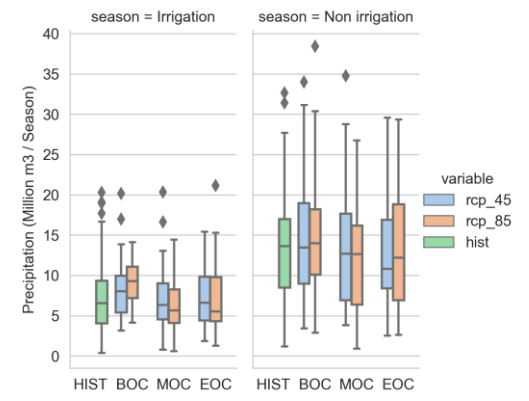 season = Irrigation
season = Non irrigation
Precipitation (Million m3 / Season)
40
35
30
25
20
15
10
5
0
HIST BOC MOC EOC
HIST BOC MOC EOC
variable
rcp_45
rcp_85
hist